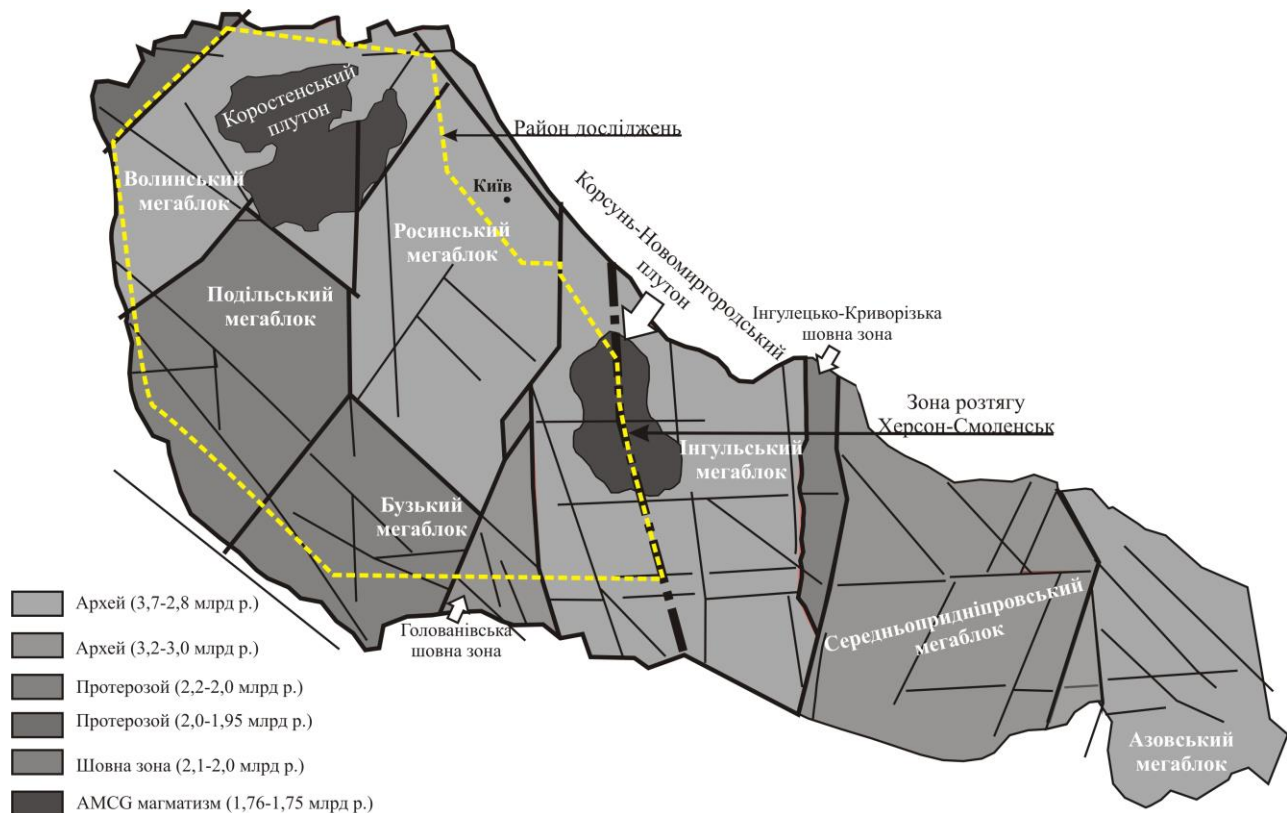 Коростенський
плутон
Район досліджень
Волинський
мегаблок
Київ
Росинський
мегаблок
Корсунь-Новомиргородський
плутон
Подільський
мегаблок
Інгулецько-Криворізька
шовна зона
Зона розтягу
Херсон-Смоленськ
Інгульський
мегаблок
Бузький
мегаблок
Голованівська
шовна зона
Середньопридніпровський
мегаблок
Азовський
мегаблок
Архей (3,7-2,8 млрд р.)
Архей (3,2-3,0 млрд р.)
Протерозой (2,2-2,0 млрд р.)
Протерозой (2,0-1,95 млрд р.)
Шовна зона (2,1-2,0 млрд р.)
AMCG магматизм (1,76-1,75 млрд р.)